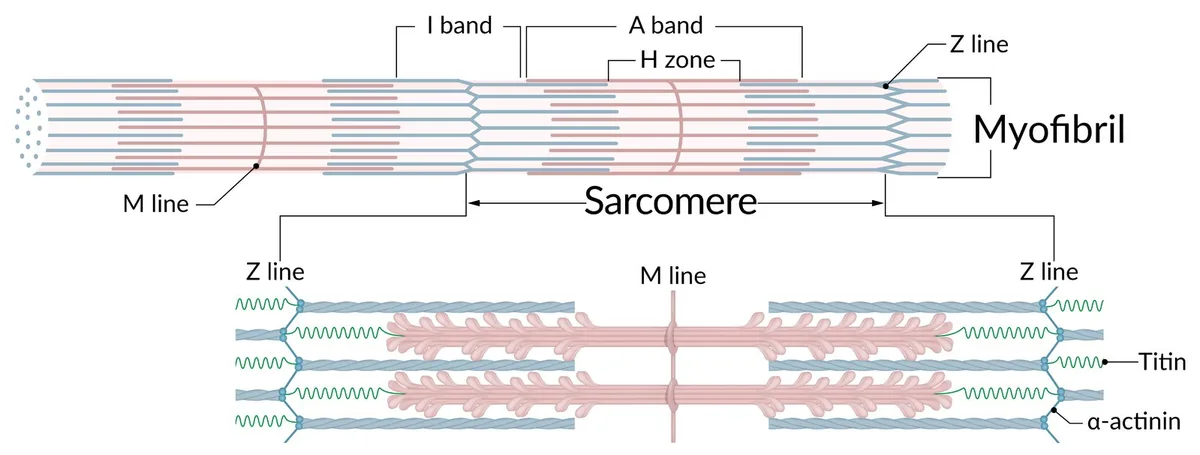 I band
A band
H zone
Z line
Myofibril
M line
Sarcomere
Z line
M line
Z line
Titin
α-actinin